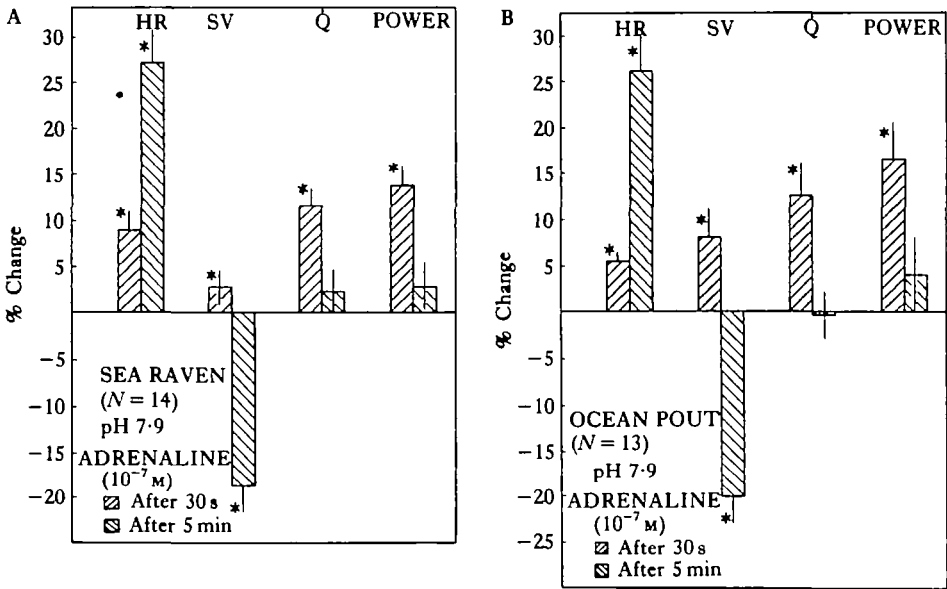 A
HR SV Q POWER
30
25
20
15
10
5
−5
−10
−15
−20
% Change
*
*
*
*
*
*
SEA RAVEN
(N = 14)
pH 7·9
ADRENALINE
(10⁻⁷ M)
After 30 s
After 5 min
B
HR SV Q POWER
30
25
20
15
10
5
−5
−10
−15
−20
−25
% Change
*
*
*
*
*
*
OCEAN POUT
(N = 13)
pH 7·9
ADRENALINE
(10⁻⁷ M)
After 30 s
After 5 min